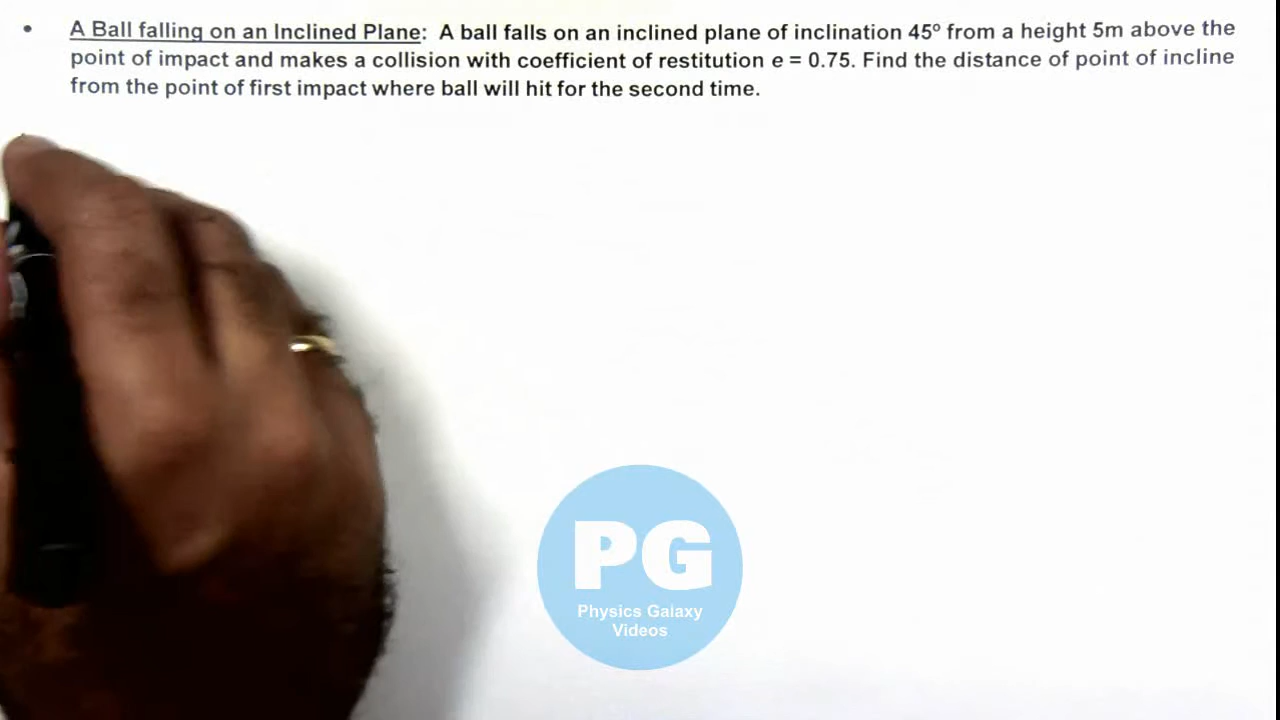 • A Ball falling on an Inclined Plane: A ball falls on an inclined plane of inclination 45º from a height 5m above the
point of impact and makes a collision with coefficient of restitution e = 0.75. Find the distance of point of incline
from the point of first impact where ball will hit for the second time.
PG
Physics Galaxy
Videos